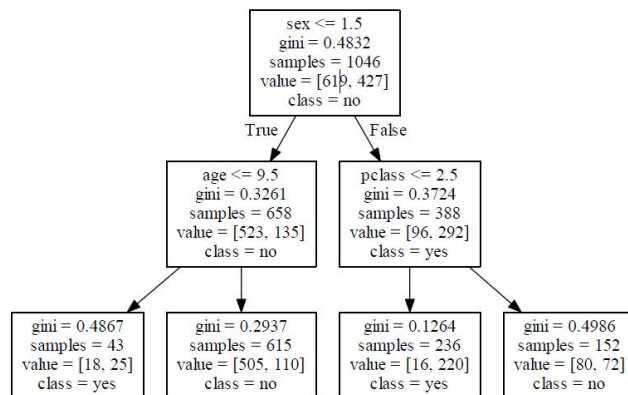 sex <= 1.5
gini = 0.4832
samples = 1046
value = [619, 427]
class = no
True
False
age <= 9.5
gini = 0.3261
samples = 658
value = [523, 135]
class = no
pclass <= 2.5
gini = 0.3724
samples = 388
value = [96, 292]
class = yes
gini = 0.4867
samples = 43
value = [18, 25]
class = yes
gini = 0.2937
samples = 615
value = [505, 110]
class = no
gini = 0.1264
samples = 236
value = [16, 220]
class = yes
gini = 0.4986
samples = 152
value = [80, 72]
class = no